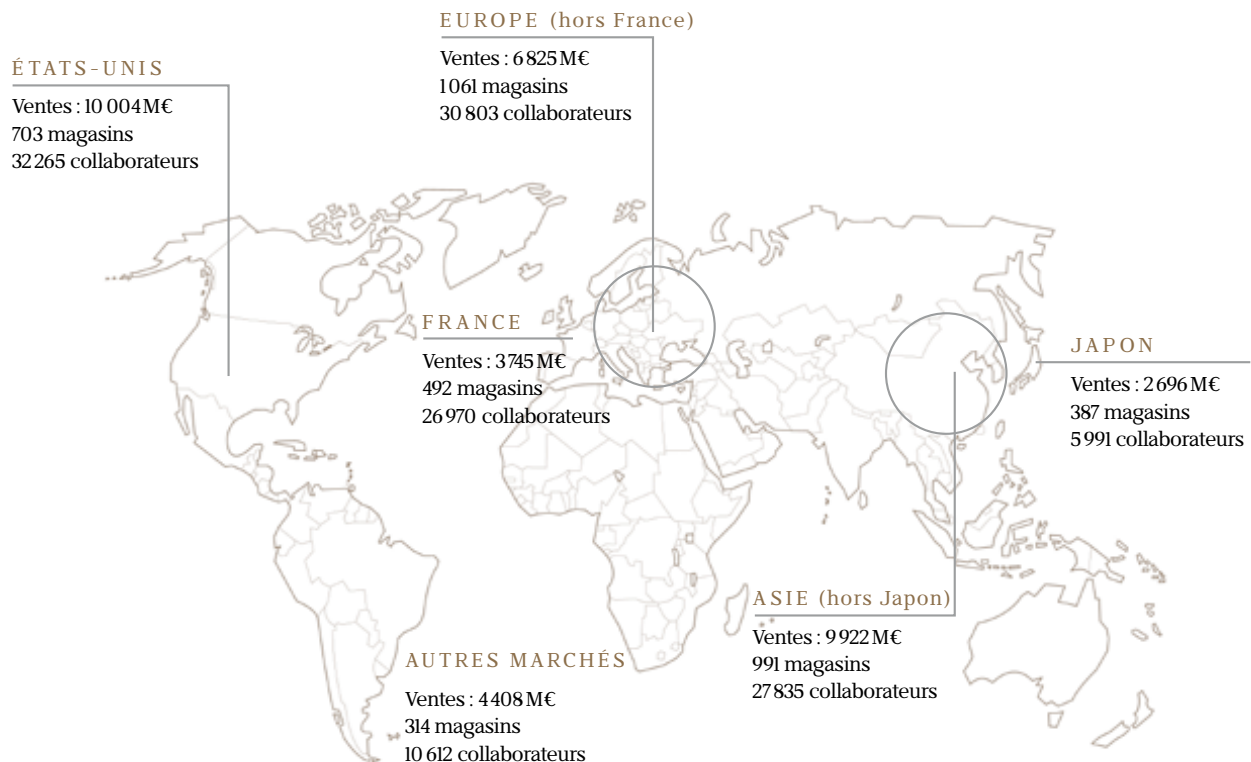 EUROPE (hors France)
Ventes : 6 825 M€
1 061 magasins
30 803 collaborateurs
ÉTATS-UNIS
Ventes : 10 004 M€
703 magasins
32 265 collaborateurs
FRANCE
Ventes : 3 745 M€
492 magasins
26 970 collaborateurs
JAPON
Ventes : 2 696 M€
387 magasins
5 991 collaborateurs
ASIE (hors Japon)
Ventes : 9 922 M€
991 magasins
27 835 collaborateurs
AUTRES MARCHÉS
Ventes : 4 408 M€
314 magasins
10 612 collaborateurs